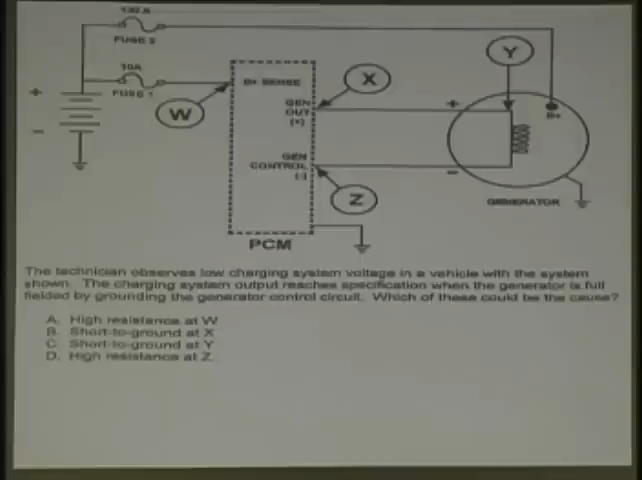 130 A
FUSE 2
10A
FUSE 1
+
-
B+ SENSE
W
GEN
OUT
(+)
X
GEN
CONTROL
(-)
Z
PCM
Y
+
-
B+
GENERATOR
The technician observes low charging system voltage in a vehicle with the system
shown. The charging system output reaches specification when the generator is full
fielded by grounding the generator control circuit. Which of these could be the cause?
A. High resistance at W
B. Short-to-ground at X
C. Short-to-ground at Y
D. High resistance at Z